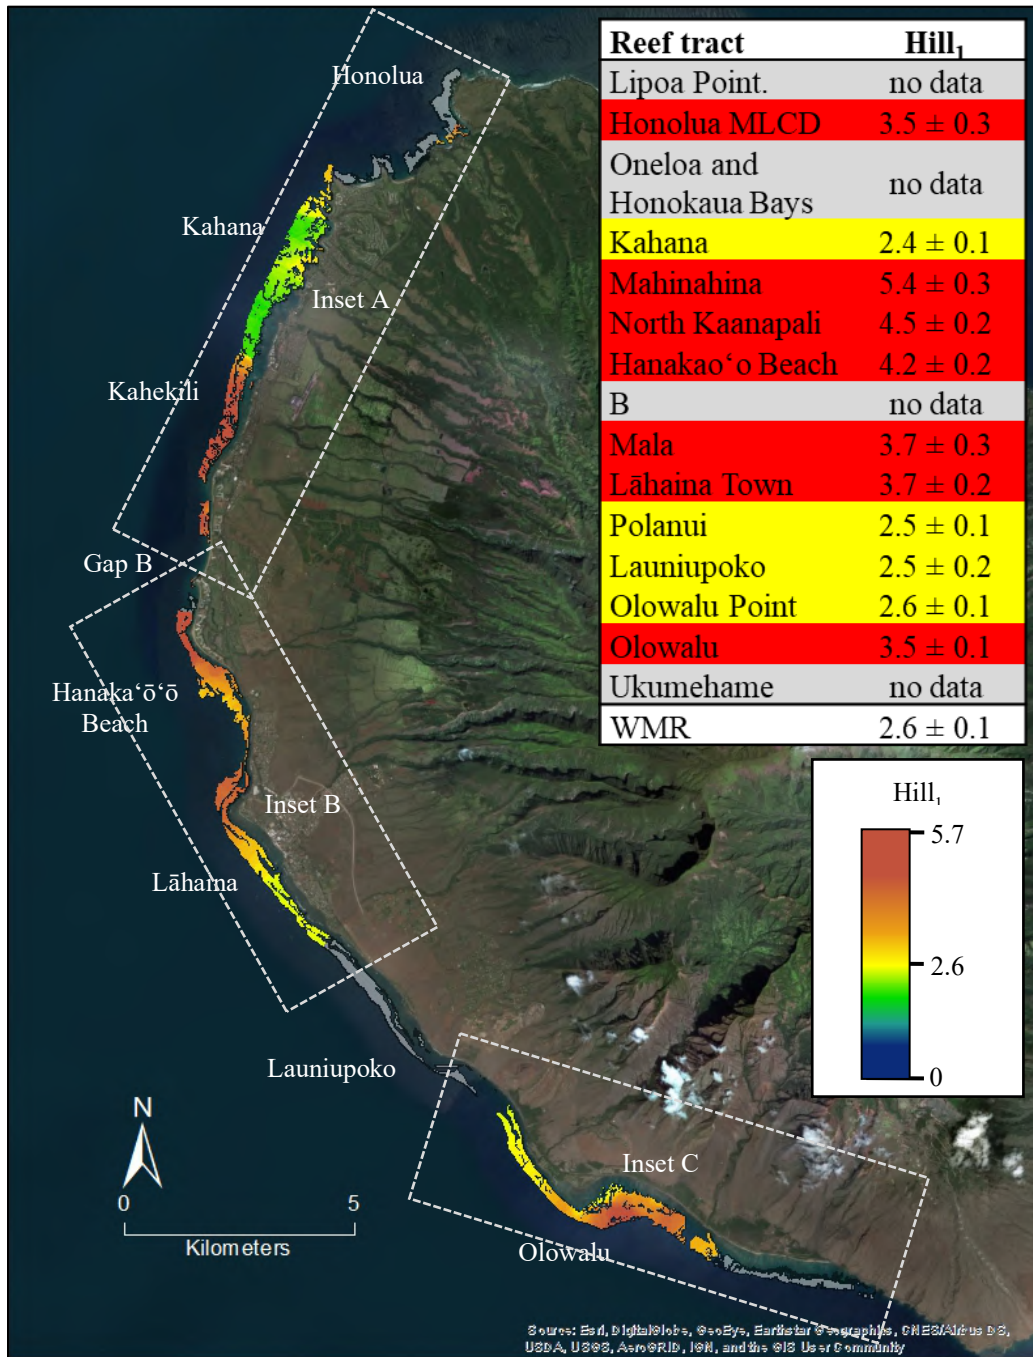 Reef tract Hill₁
Lipoa Point. no data
Honolua MLCD 3.5 ± 0.3
Oneloa and
Honokaua Bays no data
Kahana 2.4 ± 0.1
Mahinahina 5.4 ± 0.3
North Kaanapali 4.5 ± 0.2
Hanakaoʻo Beach 4.2 ± 0.2
B no data
Mala 3.7 ± 0.3
Lāhaina Town 3.7 ± 0.2
Polanui 2.5 ± 0.1
Launiupoko 2.5 ± 0.2
Olowalu Point 2.6 ± 0.1
Olowalu 3.5 ± 0.1
Ukumehame no data
WMR 2.6 ± 0.1
Honolua
Kahana
Inset A
Kahekili
Gap B
Hanakaʻōʻō
Beach
Inset B
Lāhaina
Launiupoko
Inset C
Olowalu
Hill₁
5.7
2.6
0
N
0 5
Kilometers
Source: Esri, DigitalGlobe, GeoEye, Earthstar Geographics, CNES/Airbus DS,
USDA, USGS, AeroGRID, IGN, and the GIS User Community